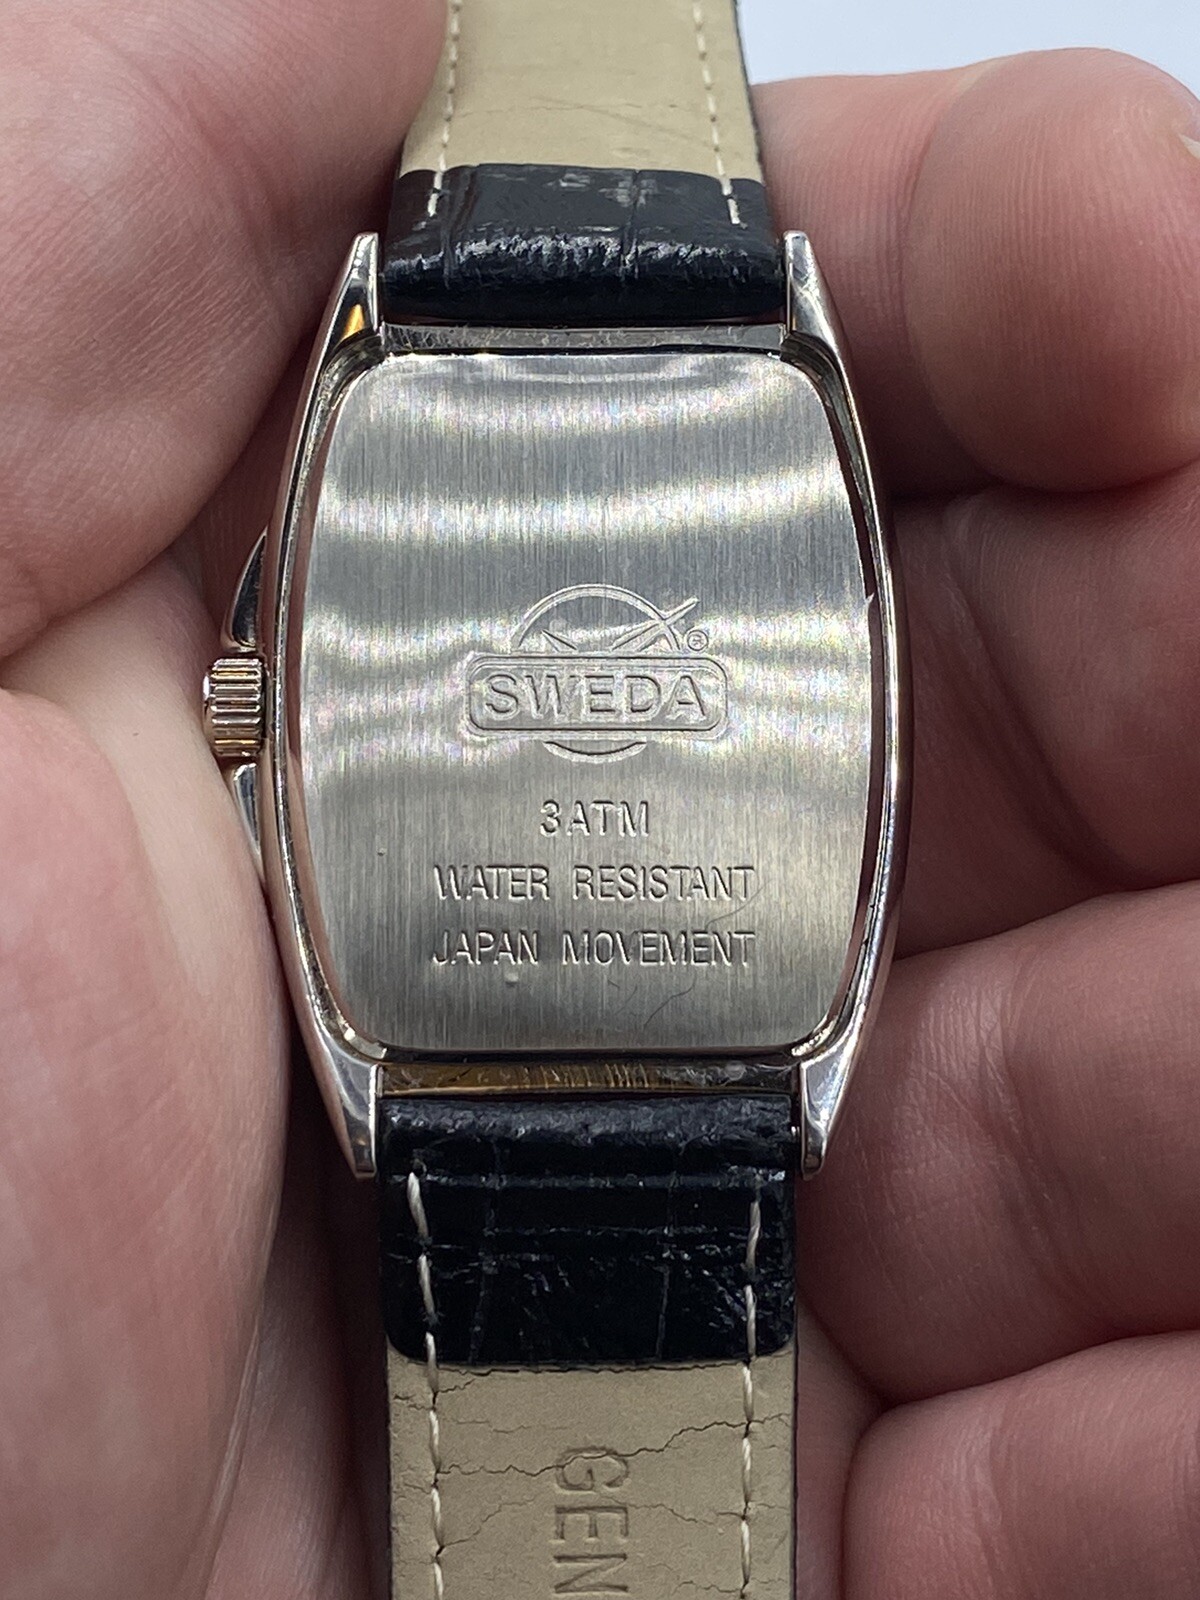 SWEDA®
3ATM
WATER RESISTANT
JAPAN MOVEMENT
GEN